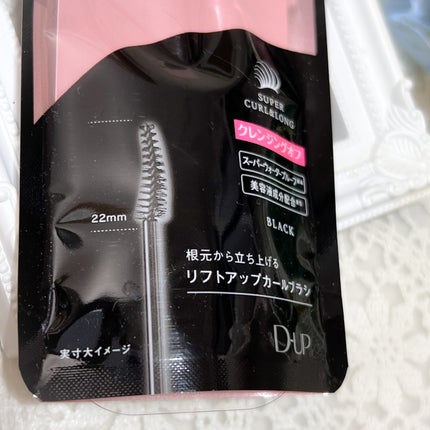 SUPER
CURL&LONG
クレンジングオフ
スーパーウォータープルーフ
美容液成分配合
BLACK
22mm
根元から立ち上げる
リフトアップカールブラシ
D-UP
実寸大イメージ